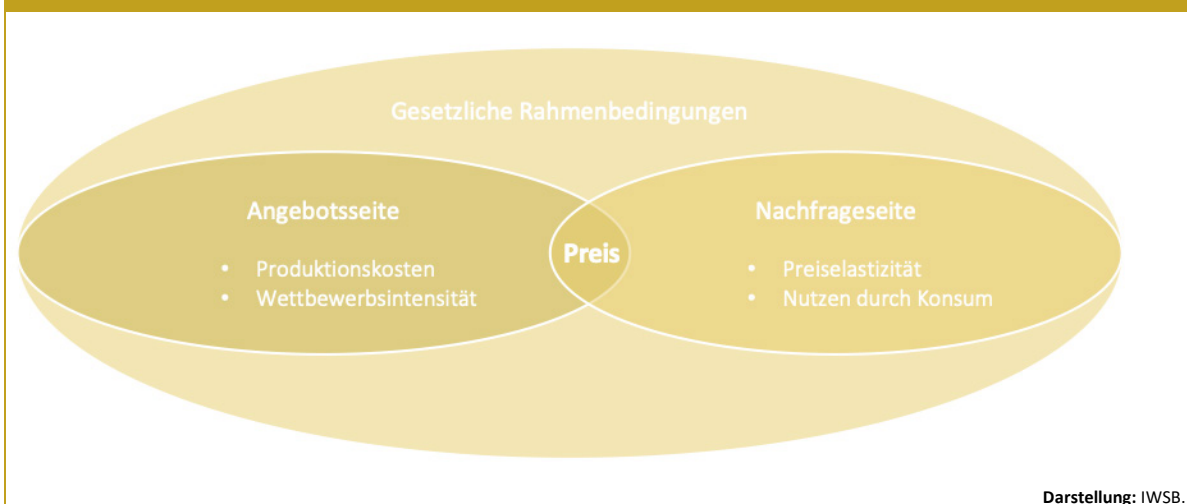 Gesetzliche Rahmenbedingungen
Angebotsseite
• Produktionskosten
• Wettbewerbsintensität
Preis
Nachfrageseite
• Preiselastizität
• Nutzen durch Konsum
Darstellung: IWSB.